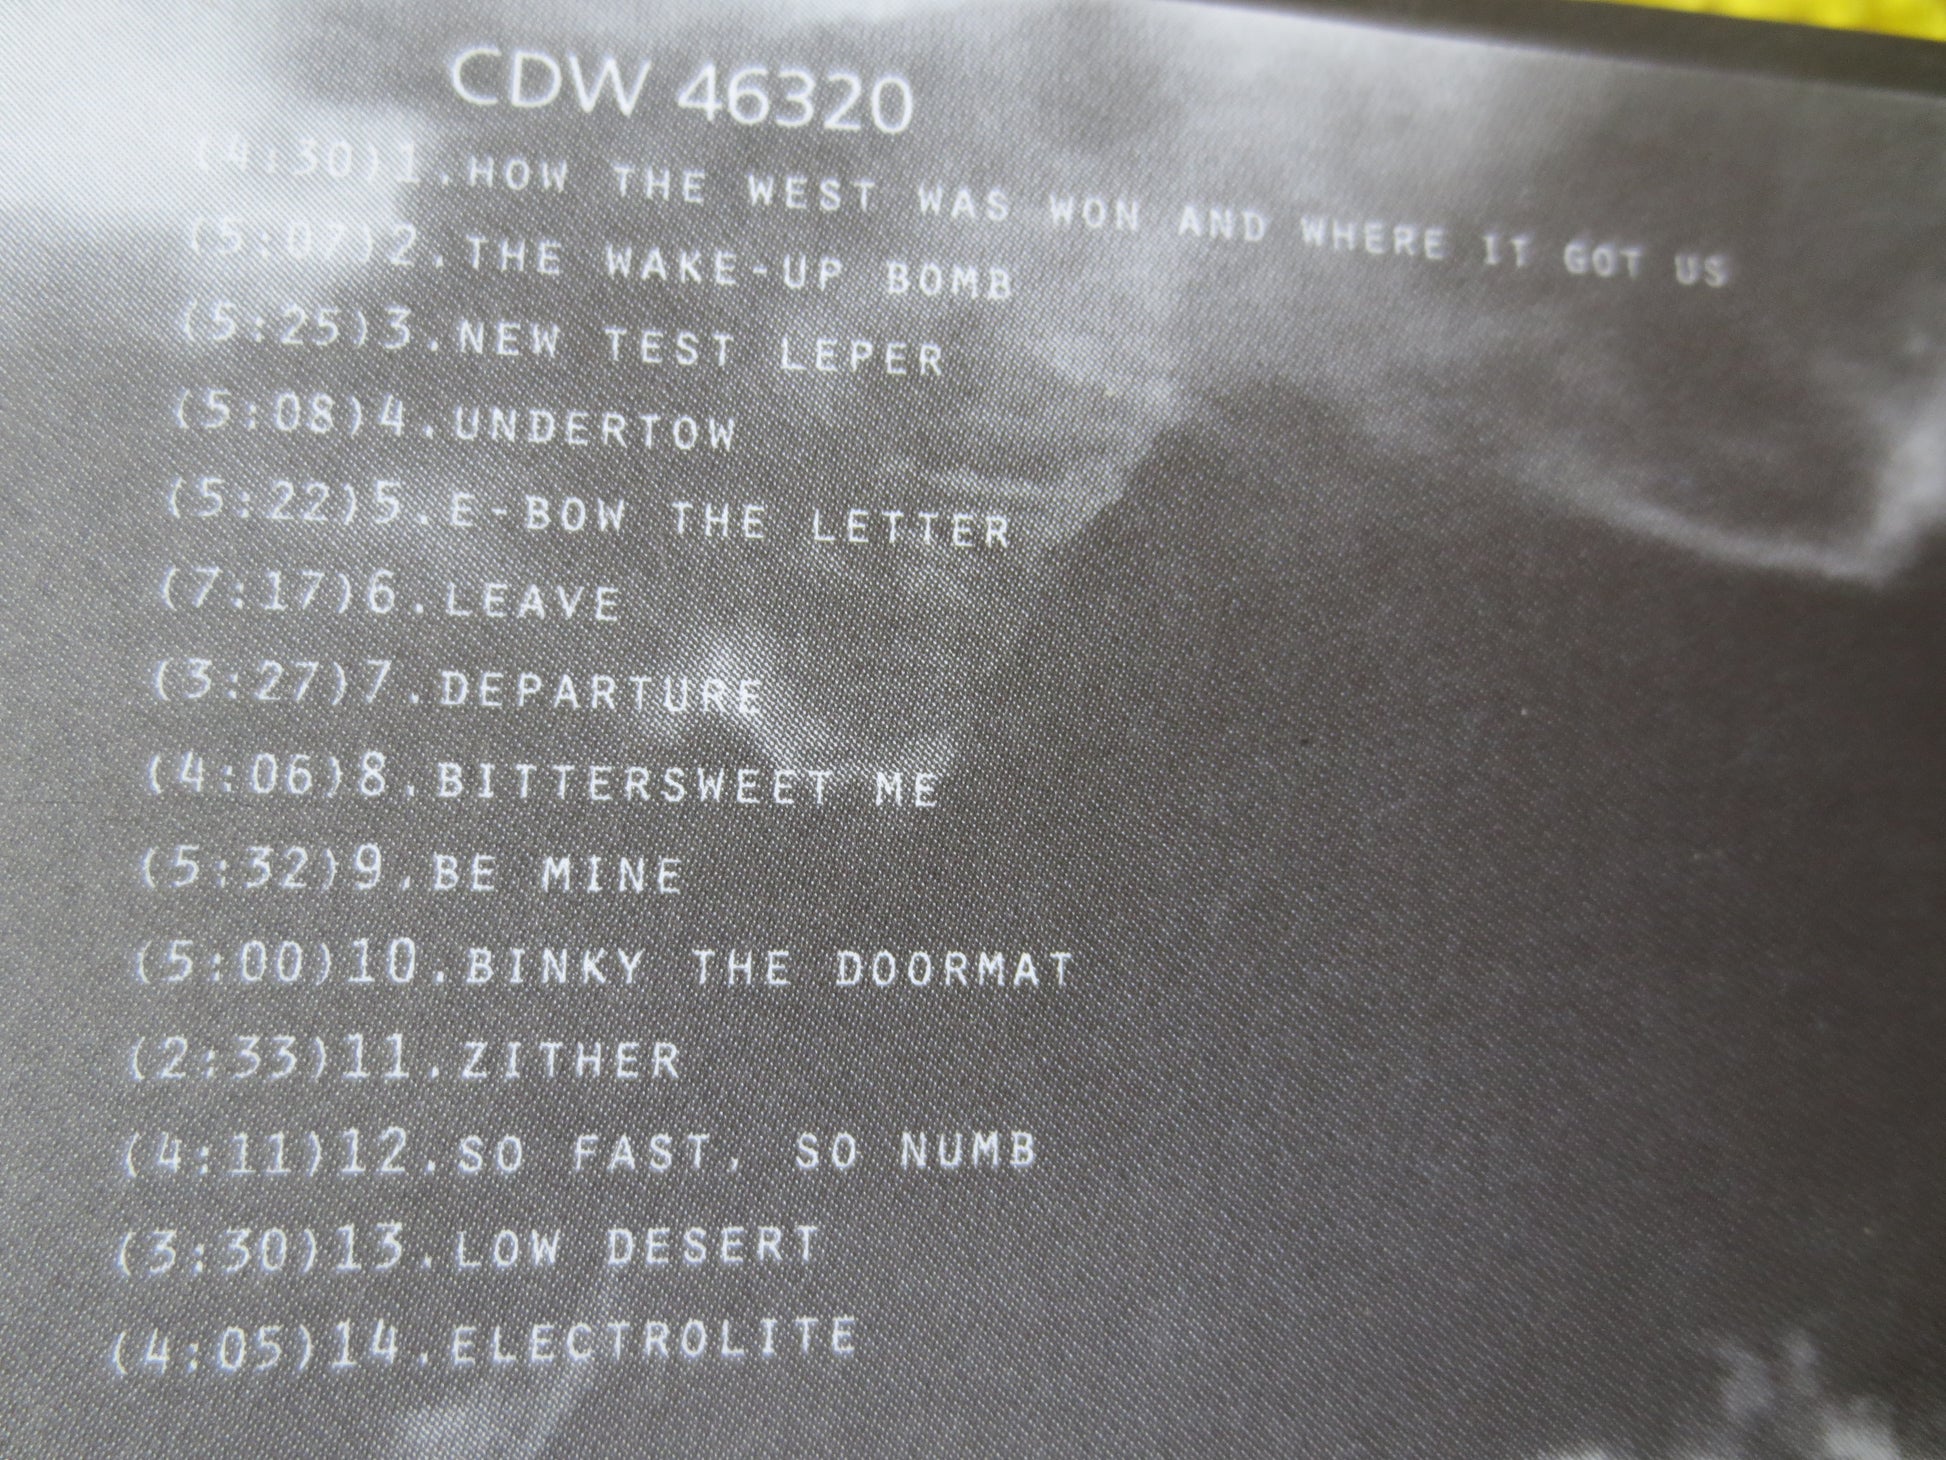 CDW 46320
(4:30)1.HOW THE WEST WAS WON AND WHERE IT GOT US
(5:07)2.THE WAKE-UP BOMB
(5:25)3.NEW TEST LEPER
(5:08)4.UNDERTOW
(5:22)5.E-BOW THE LETTER
(7:17)6.LEAVE
(3:27)7.DEPARTURE
(4:06)8.BITTERSWEET ME
(5:32)9.BE MINE
(5:00)10.BINKY THE DOORMAT
(2:33)11.ZITHER
(4:11)12.SO FAST, SO NUMB
(3:30)13.LOW DESERT
(4:05)14.ELECTROLITE